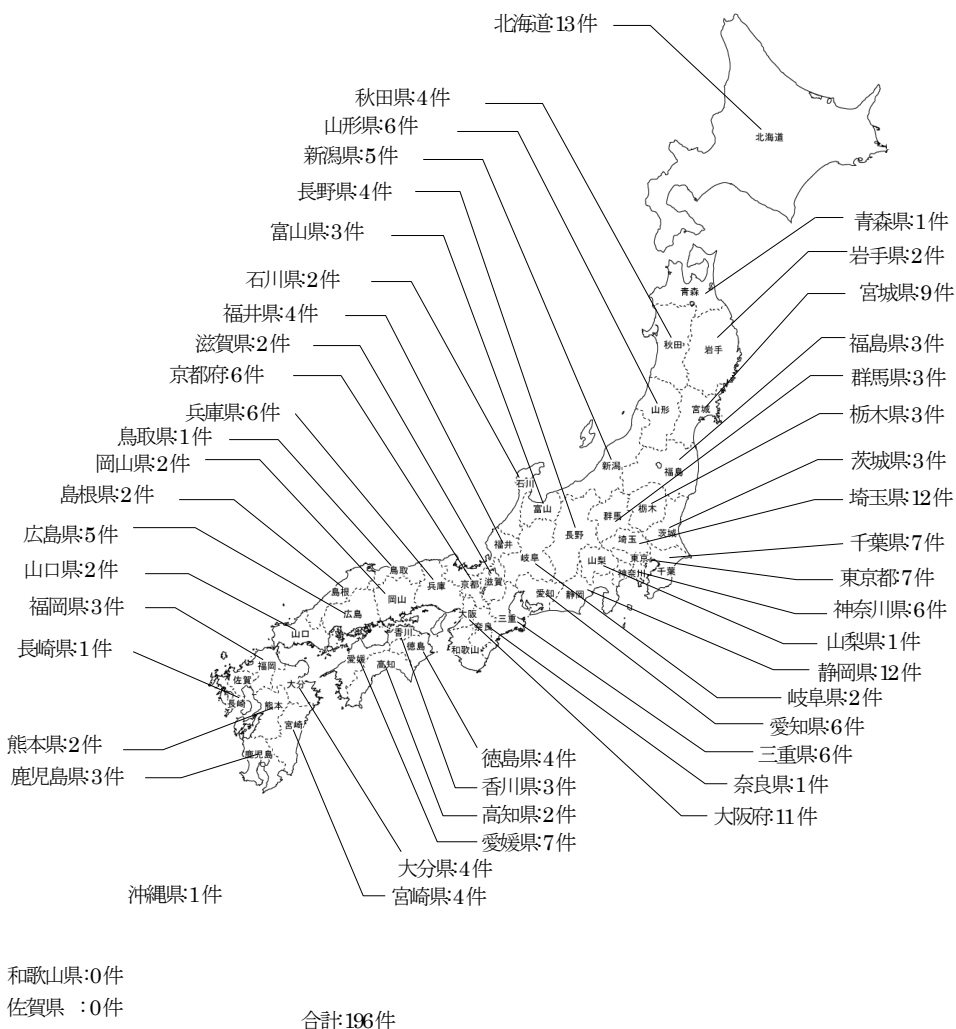 北海道:13件
秋田県:4件
山形県:6件
新潟県:5件
長野県:4件
富山県:3件
石川県:2件
福井県:4件
滋賀県:2件
京都府:6件
兵庫県:6件
鳥取県:1件
岡山県:2件
島根県:2件
広島県:5件
山口県:2件
福岡県:3件
長崎県:1件
熊本県:2件
鹿児島県:3件
青森県:1件
岩手県:2件
宮城県:9件
福島県:3件
群馬県:3件
栃木県:3件
茨城県:3件
埼玉県:12件
千葉県:7件
東京都:7件
神奈川県:6件
山梨県:1件
静岡県:12件
岐阜県:2件
愛知県:6件
三重県:6件
奈良県:1件
大阪府:11件
徳島県:4件
香川県:3件
高知県:2件
愛媛県:7件
大分県:4件
宮崎県:4件
沖縄県:1件
北海道
青森
秋田
岩手
山形
宮城
新潟
福島
石川
富山
群馬
栃木
長野
埼玉
茨城
福井
岐阜
山梨
東京
神奈川
千葉
鳥取
島根
岡山
兵庫
京都
滋賀
愛知
静岡
広島
大阪
奈良
三重
山口
香川
徳島
和歌山
愛媛
高知
福岡
佐賀
長崎
大分
熊本
宮崎
鹿児島
和歌山県:0件
佐賀県 :0件
合計:196件